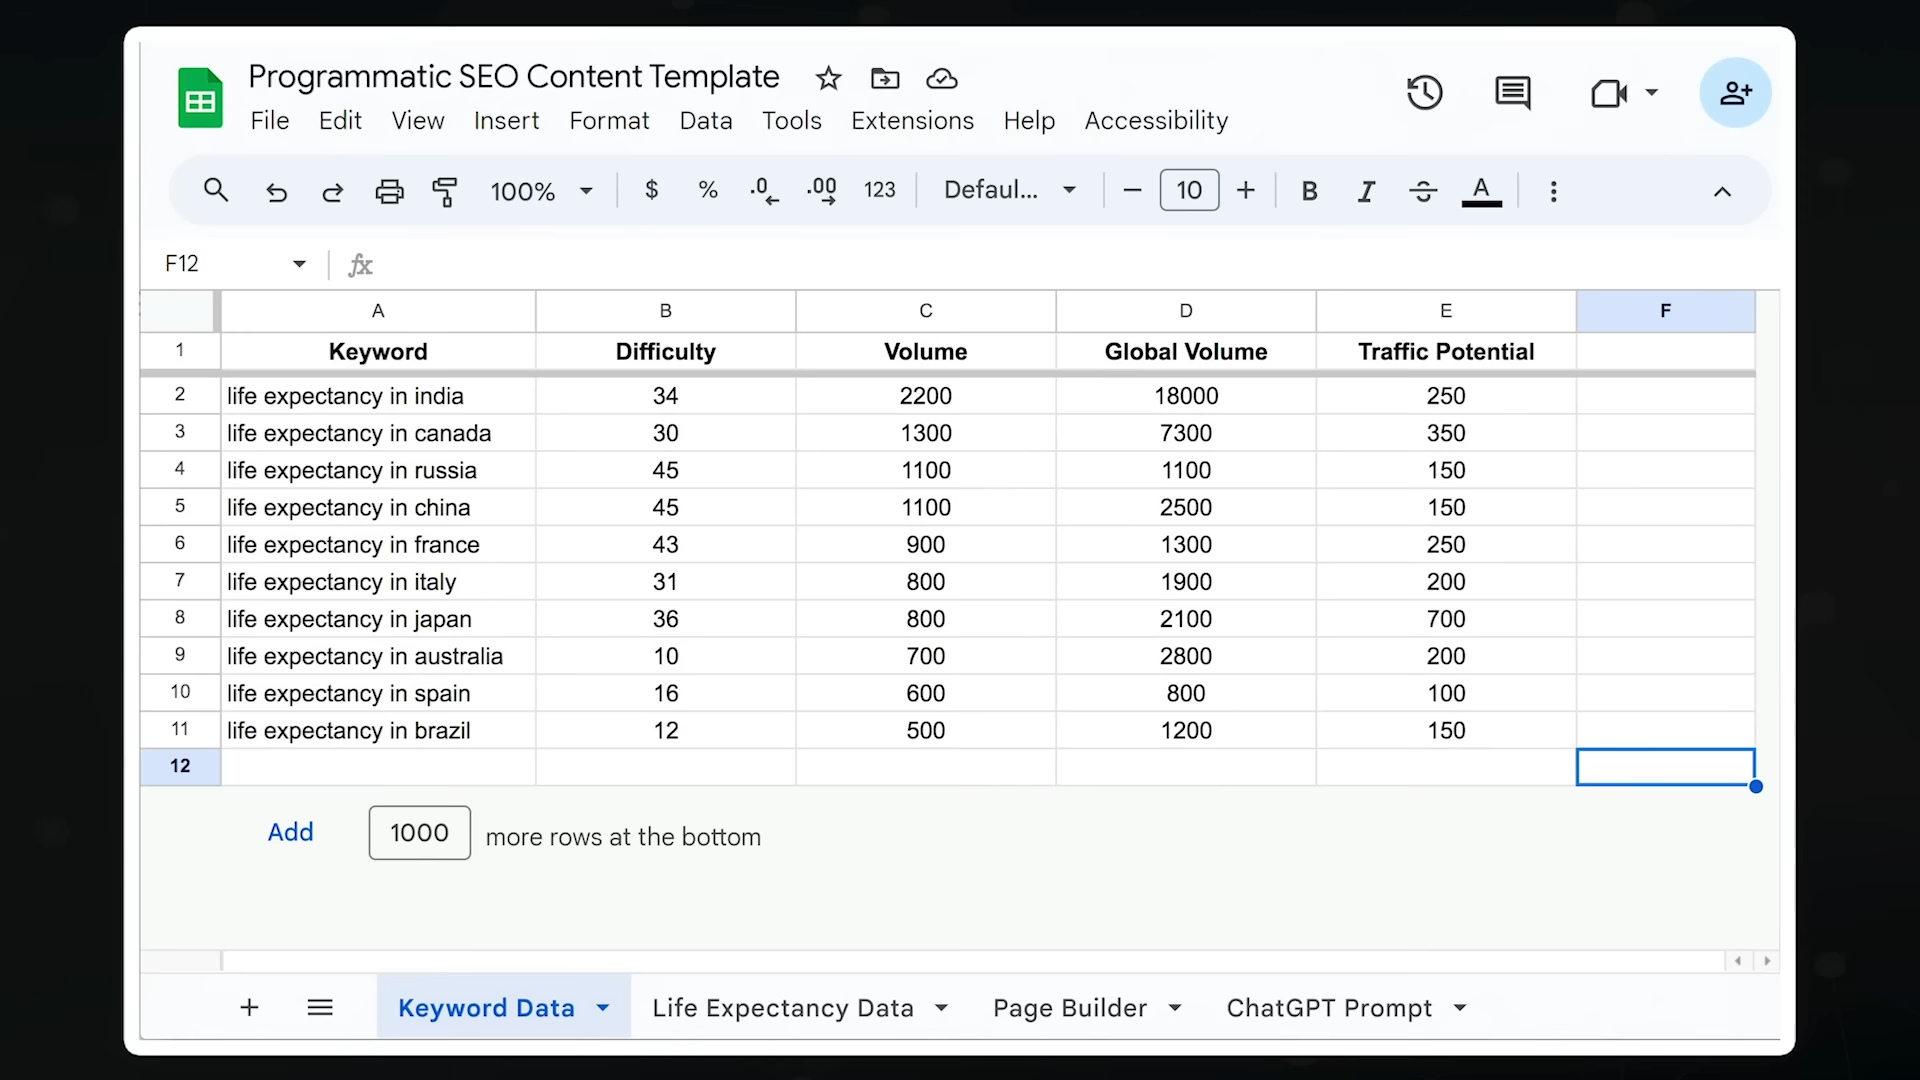 Programmatic SEO Content Template
File Edit View Insert Format Data Tools Extensions Help Accessibility
100% $ % .0 .00 123 Defaul... 10 B I S A
F12 fx
A B C D E F
1 Keyword Difficulty Volume Global Volume Traffic Potential
2 life expectancy in india 34 2200 18000 250
3 life expectancy in canada 30 1300 7300 350
4 life expectancy in russia 45 1100 1100 150
5 life expectancy in china 45 1100 2500 150
6 life expectancy in france 43 900 1300 250
7 life expectancy in italy 31 800 1900 200
8 life expectancy in japan 36 800 2100 700
9 life expectancy in australia 10 700 2800 200
10 life expectancy in spain 16 600 800 100
11 life expectancy in brazil 12 500 1200 150
12
Add 1000 more rows at the bottom
Keyword Data Life Expectancy Data Page Builder ChatGPT Prompt